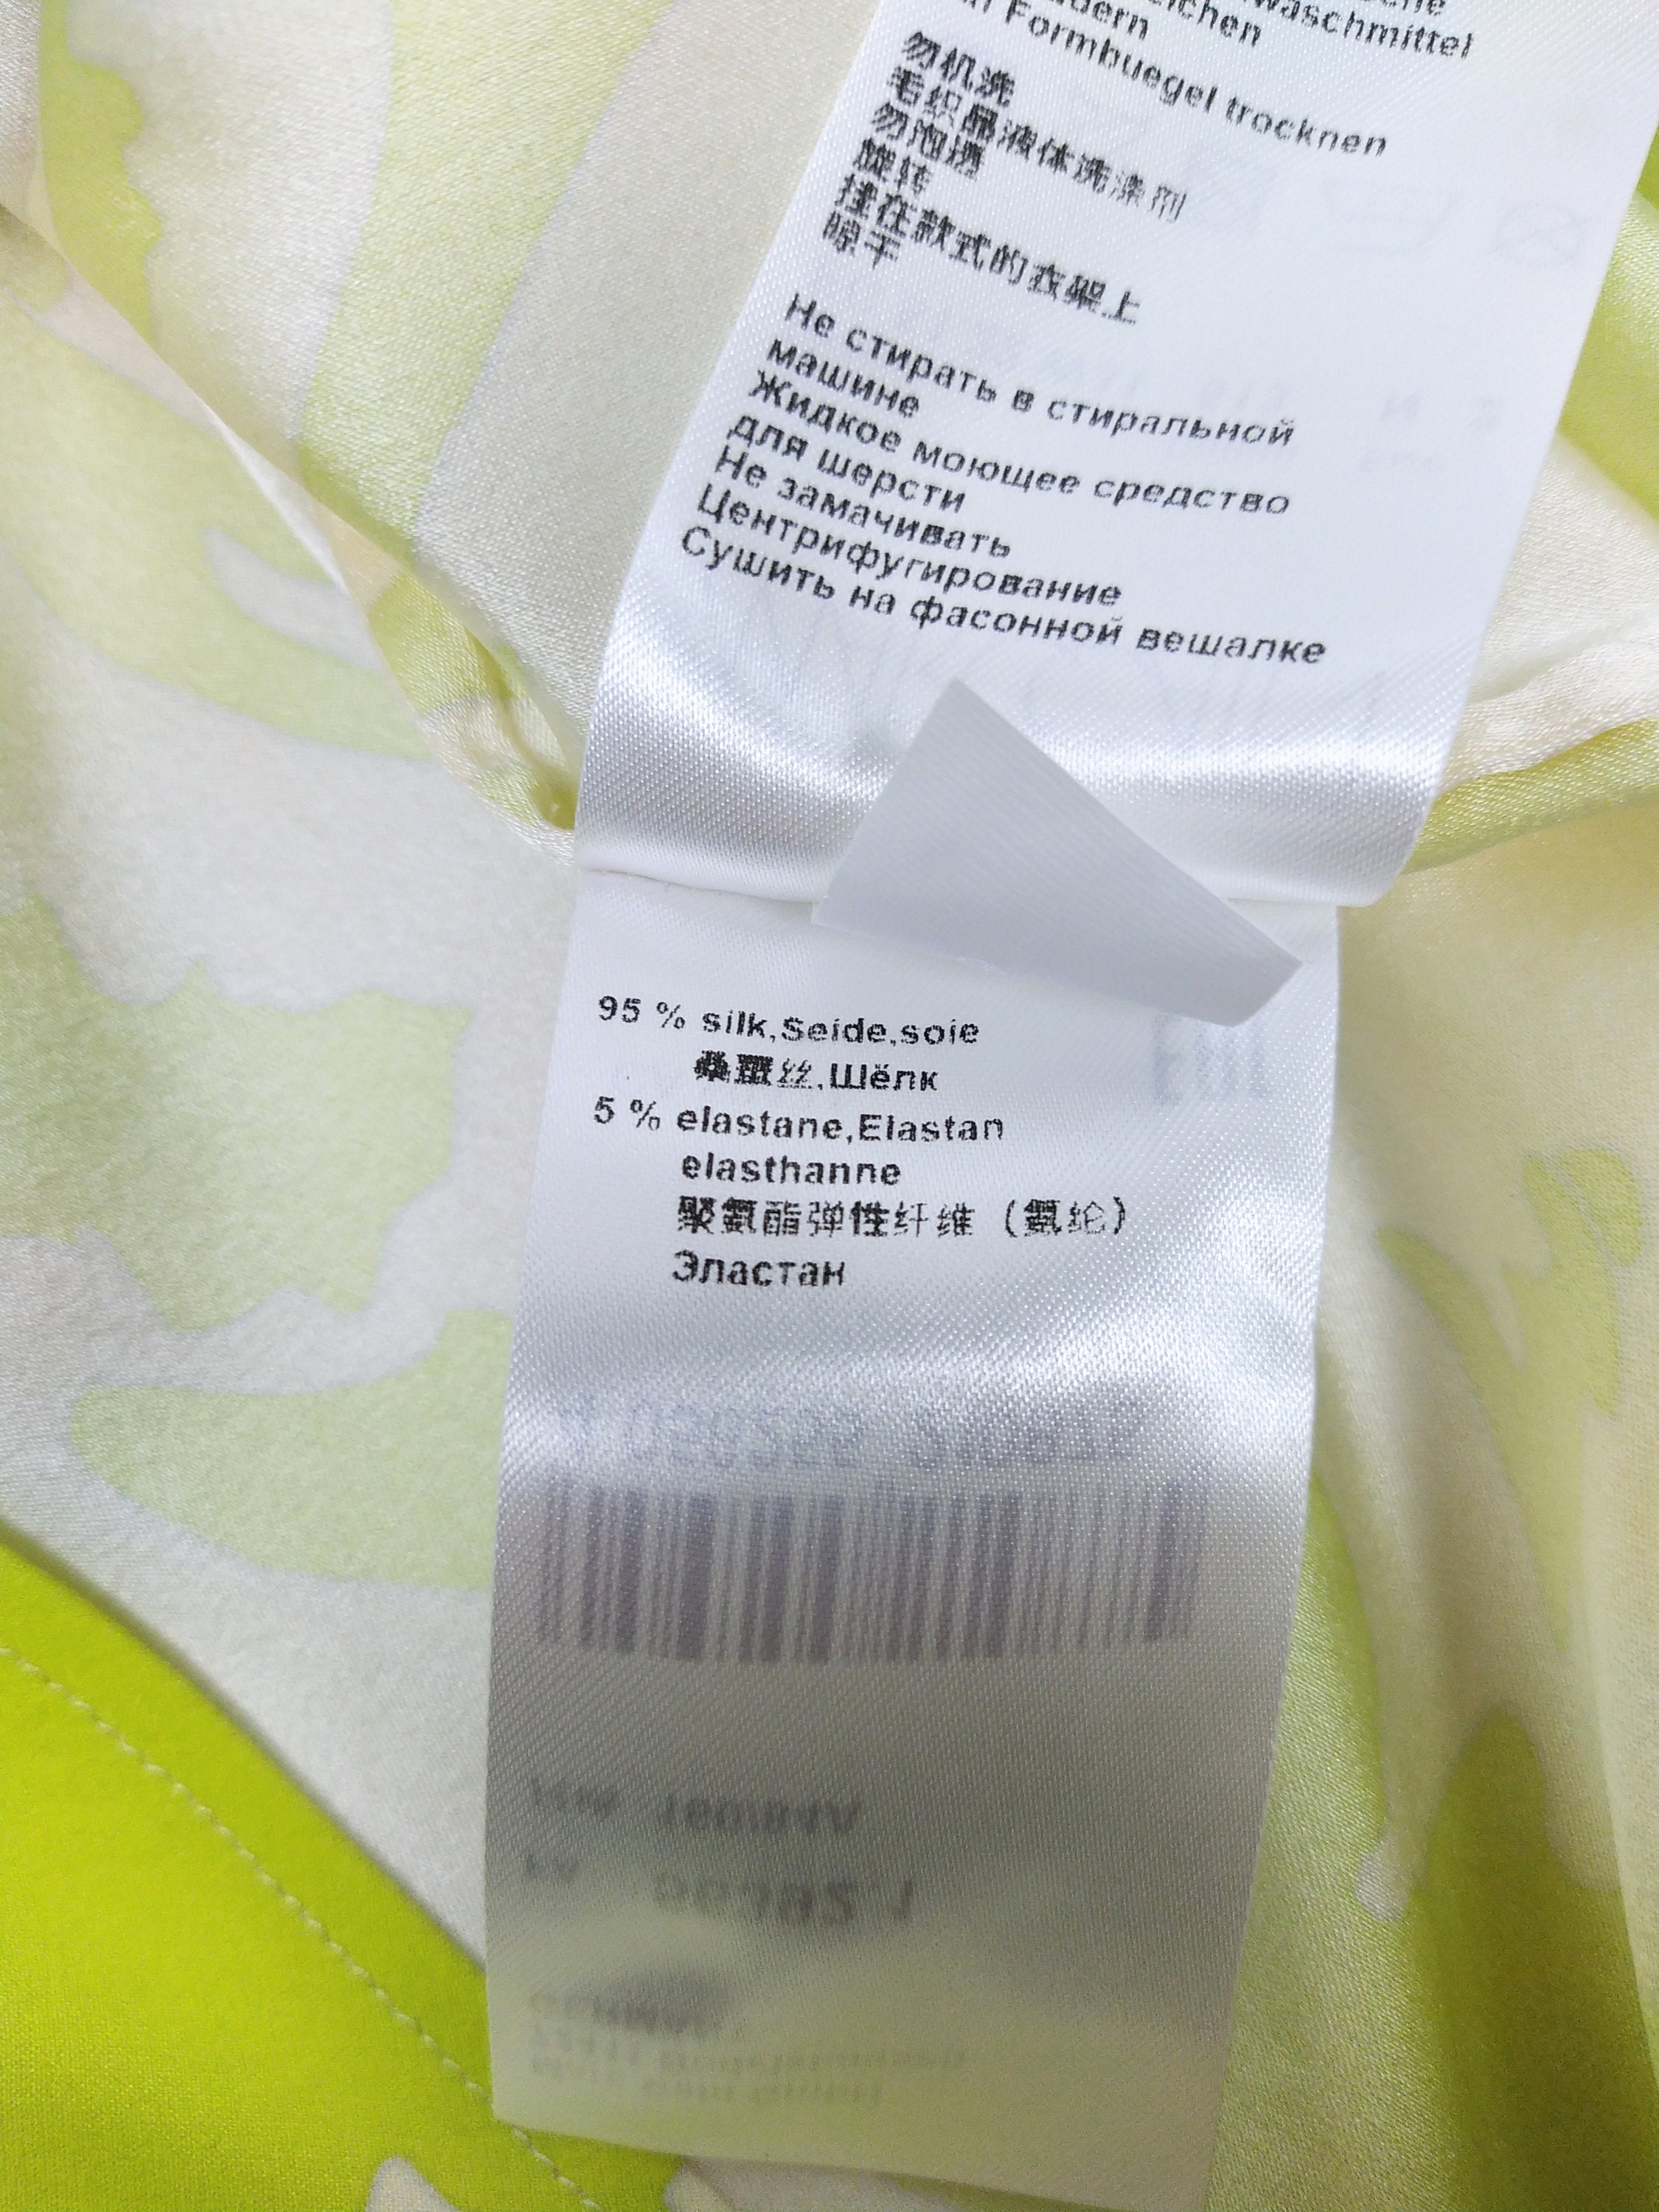 waschmittel
eichen
Formbuegel trocknen
勿机洗
毛织品液体洗涤剂
勿泡透
旋转
挂在款式的衣架上
晾干
Не стирать в стиральной
машине
Жидкое моющее средство
для шерсти
Не замачивать
Центрифугирование
Сушить на фасонной вешалке
95 % silk,Seide,soie
桑蚕丝,Шёлк
5 % elastane,Elastan
elasthanne
聚氨酯弹性纤维（氨纶）
Эластан